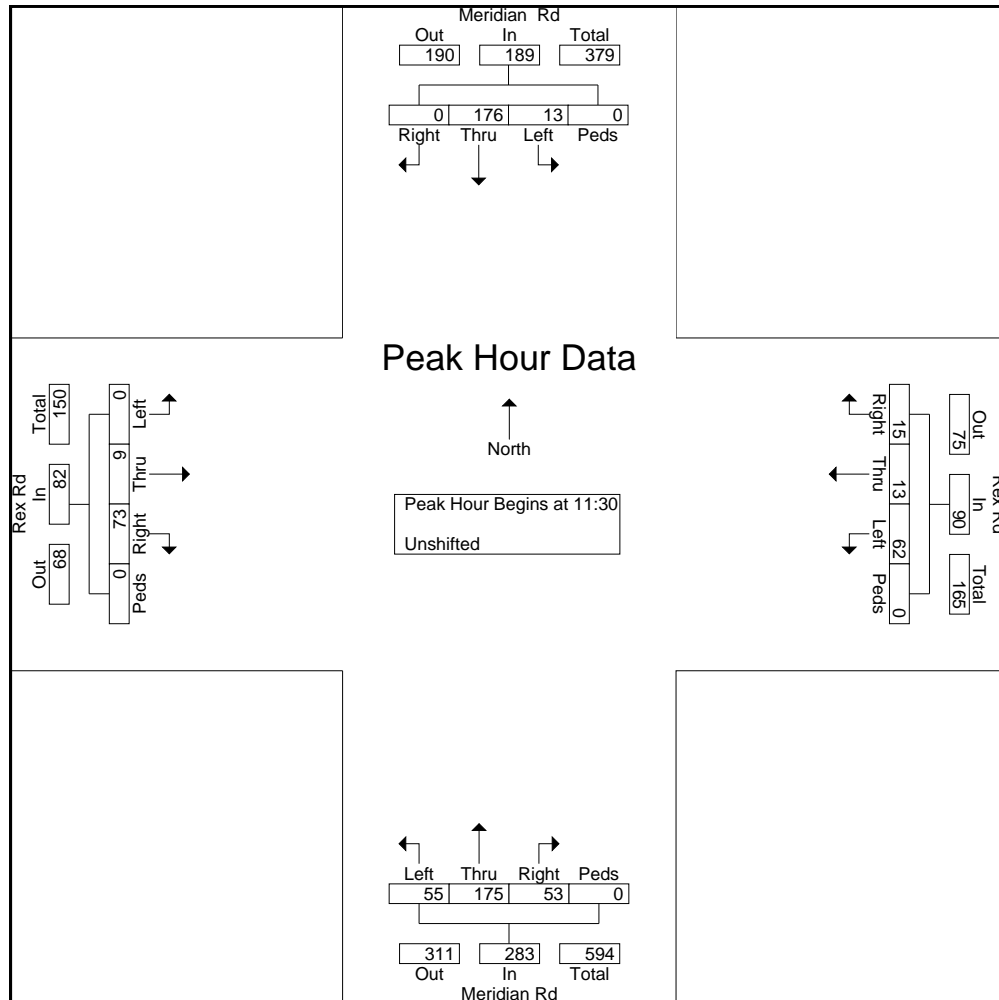 Meridian Rd
Out In Total
190 189 379
0 176 13 0
Right Thru Left Peds
Peak Hour Data
North
Peak Hour Begins at 11:30
Unshifted
Rex Rd
Total In Out
150 82 68
0 9 73 0
Left Thru Right Peds
Right Thru Left Peds
15 13 62 0
75 90 165
Out In Total
Rex Rd
Left Thru Right Peds
55 175 53 0
311 283 594
Out In Total
Meridian Rd